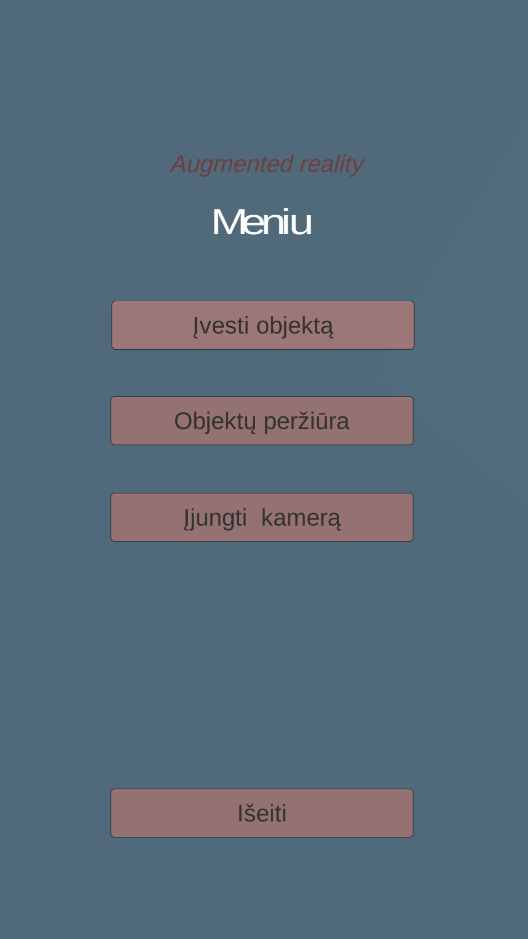 Augmented reality
Meniu
Įvesti objektą
Objektų peržiūra
Įjungti  kamerą
Išeiti